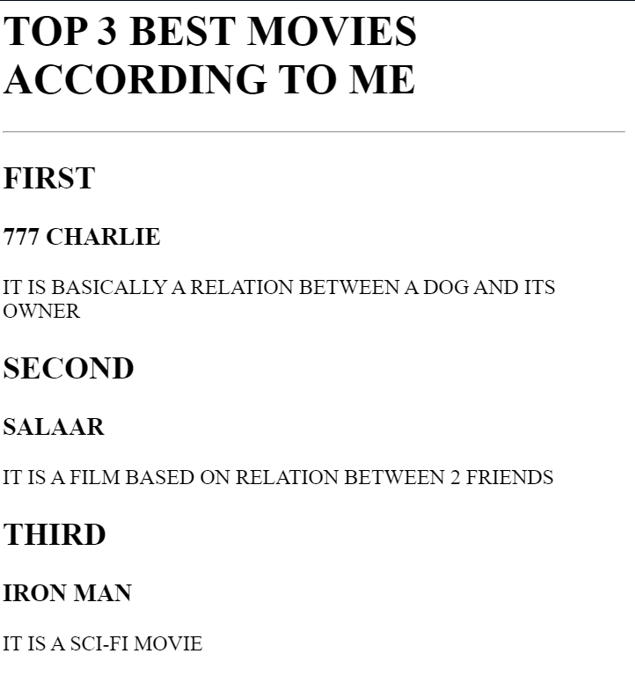 TOP 3 BEST MOVIES
ACCORDING TO ME
FIRST
777 CHARLIE
IT IS BASICALLY A RELATION BETWEEN A DOG AND ITS
OWNER
SECOND
SALAAR
IT IS A FILM BASED ON RELATION BETWEEN 2 FRIENDS
THIRD
IRON MAN
IT IS A SCI-FI MOVIE